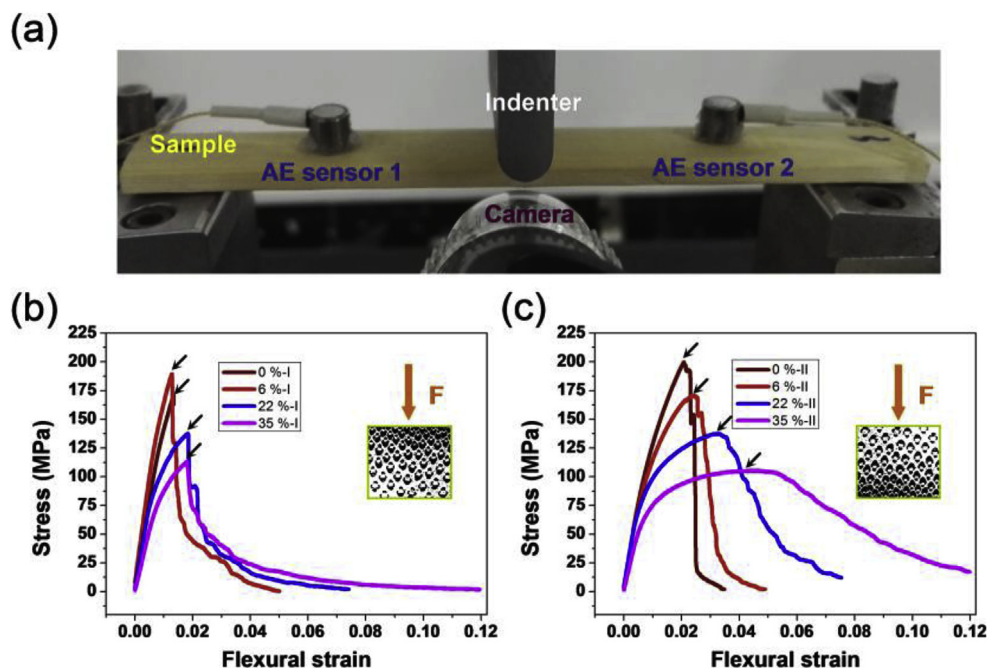 (a)
Indenter
Sample
AE sensor 1
AE sensor 2
Camera
(b)
(c)
225
200
175
150
125
100
75
50
25
0
Stress (MPa)
0 %-I
6 %-I
22 %-I
35 %-I
F
0.00 0.02 0.04 0.06 0.08 0.10 0.12
Flexural strain
225
200
175
150
125
100
75
50
25
0
Stress (MPa)
0 %-II
6 %-II
22 %-II
35 %-II
F
0.00 0.02 0.04 0.06 0.08 0.10 0.12
Flexural strain